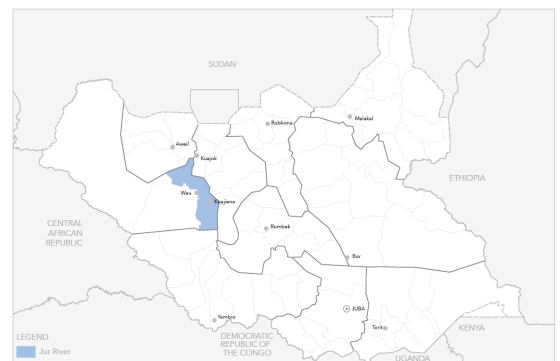 SUDAN
Rubkona
Malakal
Aweil
Kuajok
ETHIOPIA
Wau
Kuajiena
CENTRAL
AFRICAN
REPUBLIC
Rumbek
Bor
JUBA
Yambio
Torit
KENYA
DEMOCRATIC
REPUBLIC OF
THE CONGO
UGANDA
LEGEND
Jur River